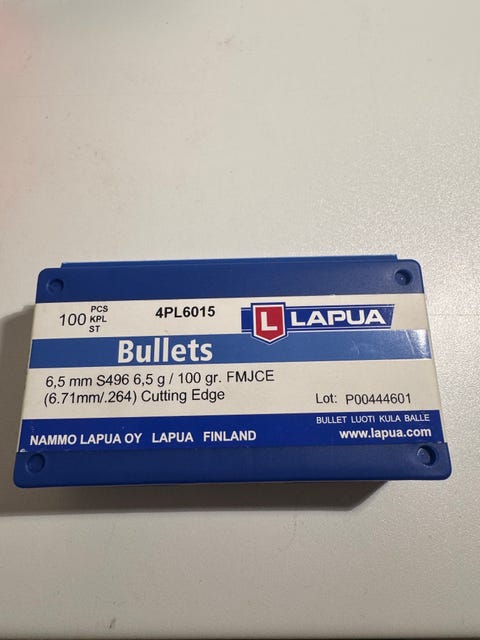 100 PCS KPL ST
4PL6015
L LAPUA
Bullets
6,5 mm S496 6,5 g / 100 gr. FMJCE
(6.71mm/.264) Cutting Edge
Lot: P00444601
BULLET LUOTI KULA BALLE
NAMMO LAPUA OY LAPUA FINLAND
www.lapua.com